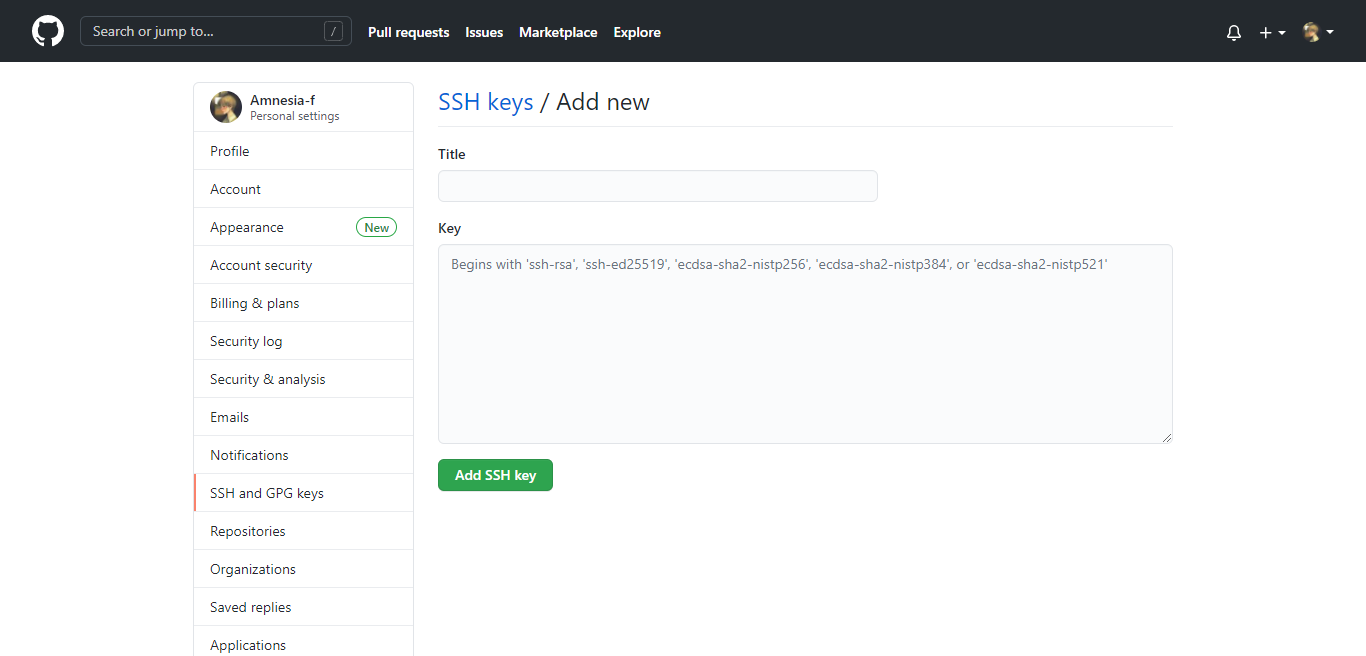 Search or jump to... /
Pull requests Issues Marketplace Explore
Amnesia-f
Personal settings
Profile
Account
Appearance New
Account security
Billing & plans
Security log
Security & analysis
Emails
Notifications
SSH and GPG keys
Repositories
Organizations
Saved replies
Applications
SSH keys / Add new
Title
Key
Begins with 'ssh-rsa', 'ssh-ed25519', 'ecdsa-sha2-nistp256', 'ecdsa-sha2-nistp384', or 'ecdsa-sha2-nistp521'
Add SSH key